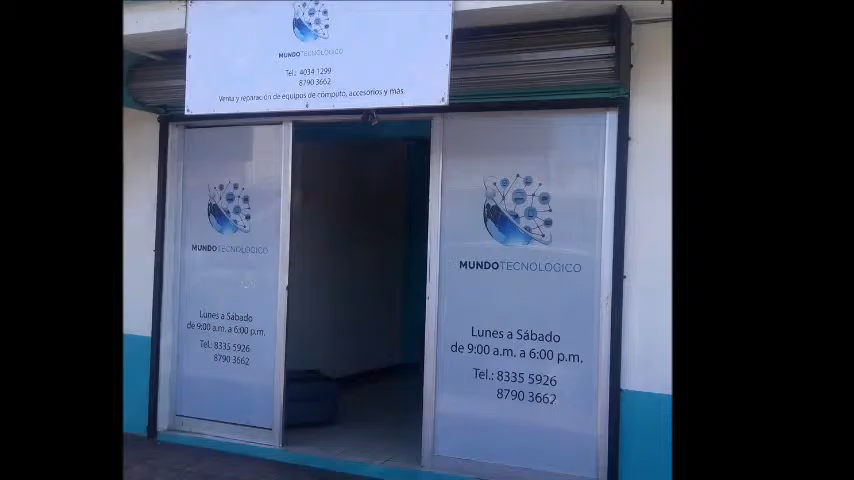 MUNDOTECNOLOGICO
Tel.: 4034 1299
8790 3662
Venta y reparación de equipos de cómputo, accesorios y más.
MUNDOTECNOLOGICO
Lunes a Sábado
de 9:00 a.m. a 6:00 p.m.
Tel.: 8335 5926
8790 3662
MUNDOTECNOLOGICO
Lunes a Sábado
de 9:00 a.m. a 6:00 p.m.
Tel.: 8335 5926
8790 3662